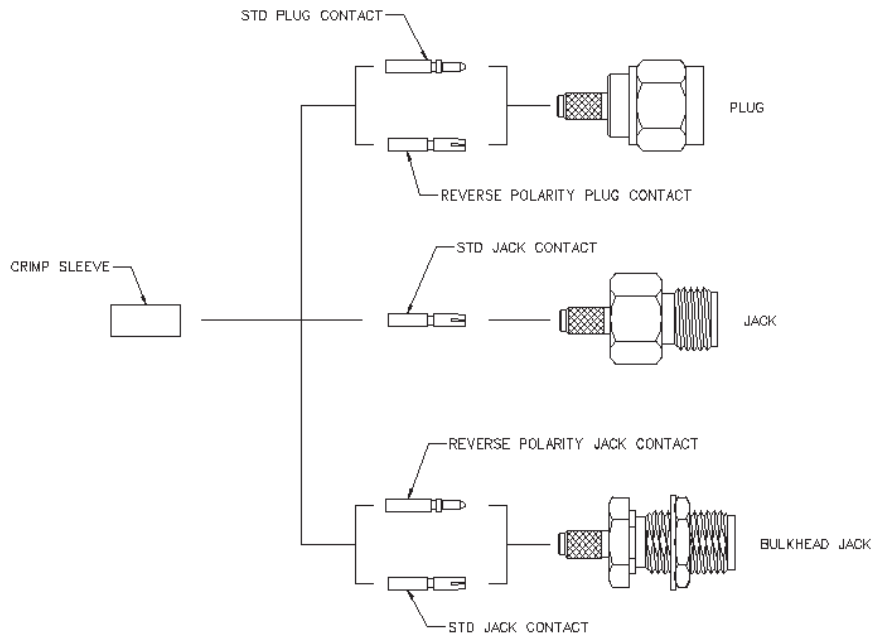 STD PLUG CONTACT
PLUG
REVERSE POLARITY PLUG CONTACT
STD JACK CONTACT
CRIMP SLEEVE
JACK
REVERSE POLARITY JACK CONTACT
BULKHEAD JACK
STD JACK CONTACT